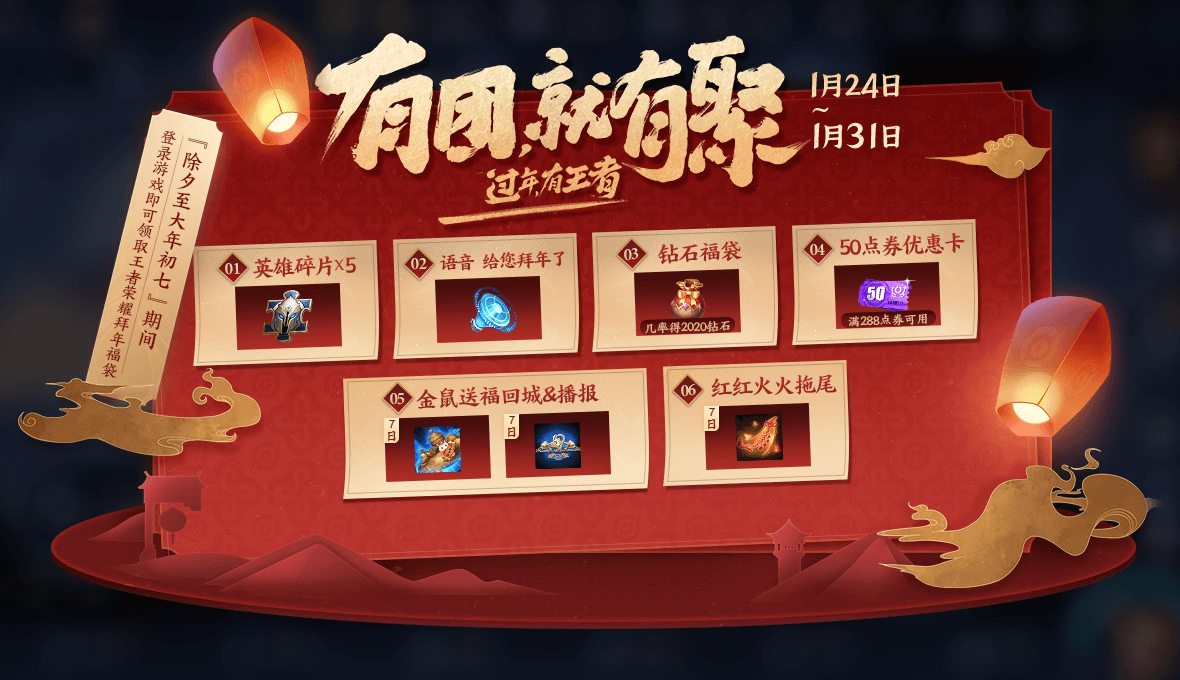 有团,就有聚
过年有王者
1月24日
~
1月31日
『除夕至大年初七』期间
登录游戏即可领取王者荣耀拜年福袋
01 英雄碎片x5
02 语音 给您拜年了
03 钻石福袋
几率得2020钻石
04 50点券优惠卡
50
满288点券可用
05 金鼠送福回城&播报
7日
7日
06 红红火火拖尾
7日